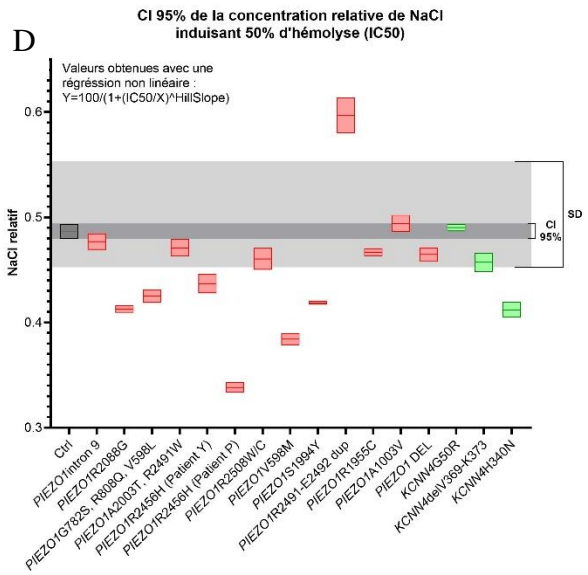 CI 95% de la concentration relative de NaCl
induisant 50% d'hémolyse (IC50)
D
Valeurs obtenues avec une
régréssion non linéaire :
Y=100/(1+(IC50/X)^HillSlope)
NaCl relatif
0.6
0.5
0.4
0.3
CI
95%
SD
Ctrl
PIEZO1intron 9
PIEZO1R2088G
PIEZO1G782S, R808Q, V598L
PIEZO1A2003T, R2491W
PIEZO1R2458H (Patient Y)
PIEZO1R2456H (Patient P)
PIEZO1R2508W/C
PIEZO1V598M
PIEZO1S1994Y
PIEZO1R2491-E2492 dup
PIEZO1R1955C
PIEZO1A1003V
PIEZO1 DEL
KCNN4G50R
KCNN4delV369-K373
KCNN4H340N